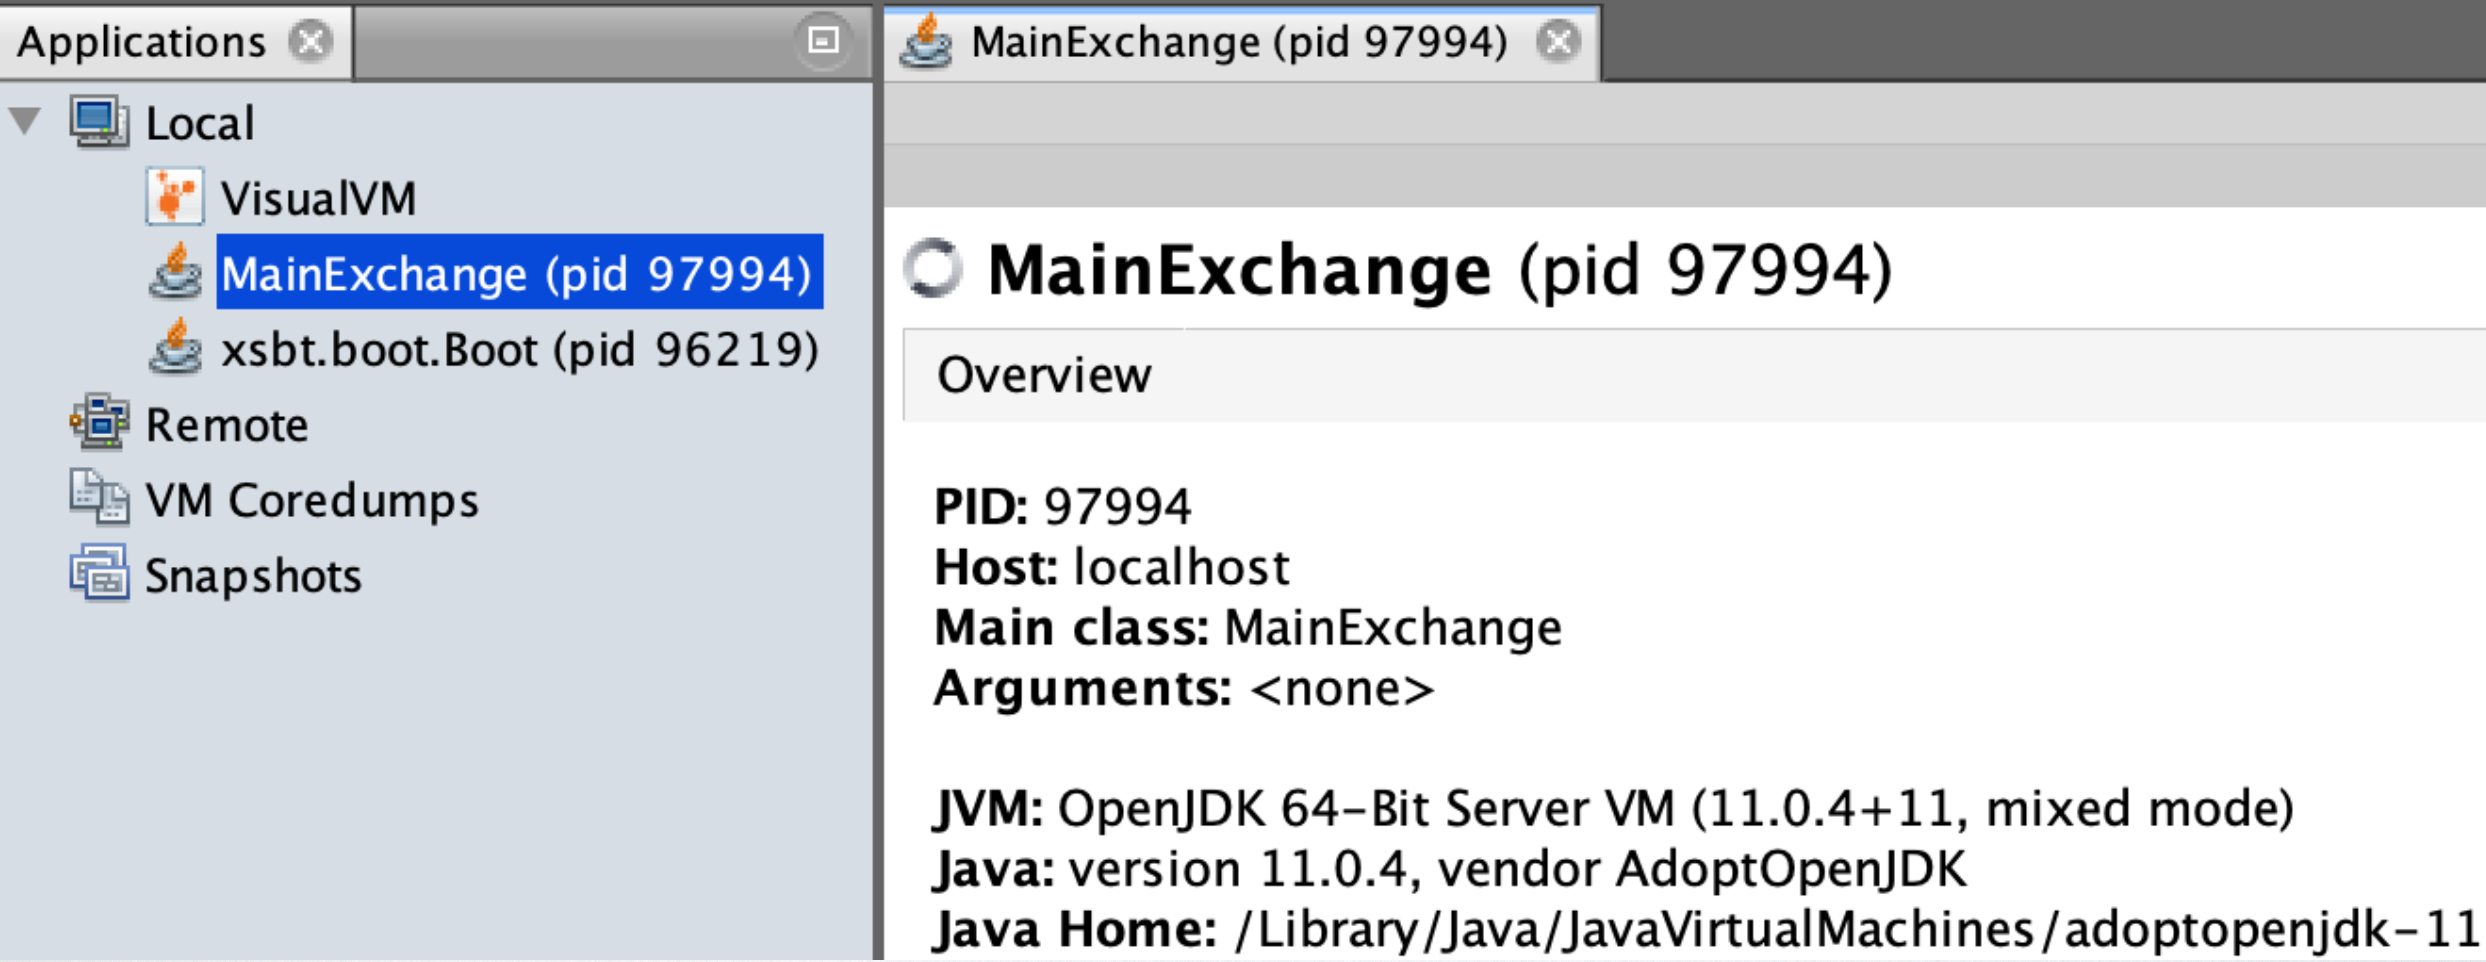 Applications
Local
VisualVM
MainExchange (pid 97994)
xsbt.boot.Boot (pid 96219)
Remote
VM Coredumps
Snapshots
MainExchange (pid 97994)
MainExchange (pid 97994)
Overview
PID: 97994
Host: localhost
Main class: MainExchange
Arguments: <none>
JVM: OpenJDK 64-Bit Server VM (11.0.4+11, mixed mode)
Java: version 11.0.4, vendor AdoptOpenJDK
Java Home: /Library/Java/JavaVirtualMachines/adoptopenjdk-11